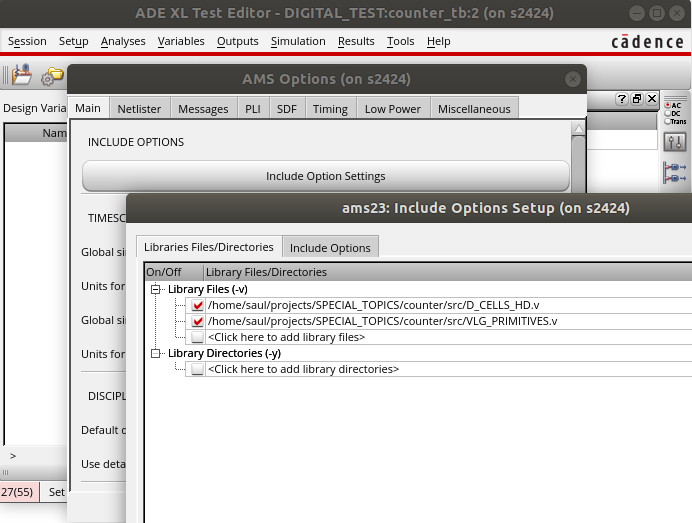 ADE XL Test Editor - DIGITAL_TEST:counter_tb:2 (on s2424)
Session Setup Analyses Variables Outputs Simulation Results Tools Help
cādence
AMS Options (on s2424)
Design Varia
Main Netlister Messages PLI SDF Timing Low Power Miscellaneous
AC
DC
Trans
Nam
INCLUDE OPTIONS
Include Option Settings
ams23: Include Options Setup (on s2424)
TIMESC
Libraries Files/Directories Include Options
Global si
On/Off Library Files/Directories
Units for
Library Files (-v)
/home/saul/projects/SPECIAL_TOPICS/counter/src/D_CELLS_HD.v
Global si
/home/saul/projects/SPECIAL_TOPICS/counter/src/VLG_PRIMITIVES.v
<Click here to add library files>
Units for
Library Directories (-y)
<Click here to add library directories>
DISCIPL
Default d
>
Use deta
27(55) Set